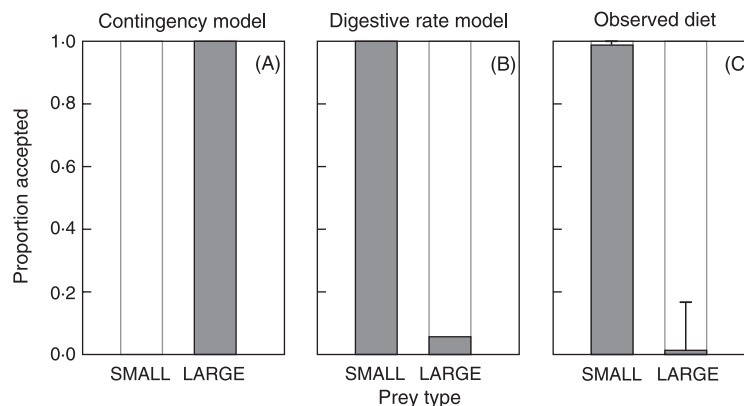 Contingency model
Digestive rate model
Observed diet
Proportion accepted
1·0
0·8
0·6
0·4
0·2
0·0
(A)
(B)
(C)
SMALL LARGE
SMALL LARGE
SMALL LARGE
Prey type